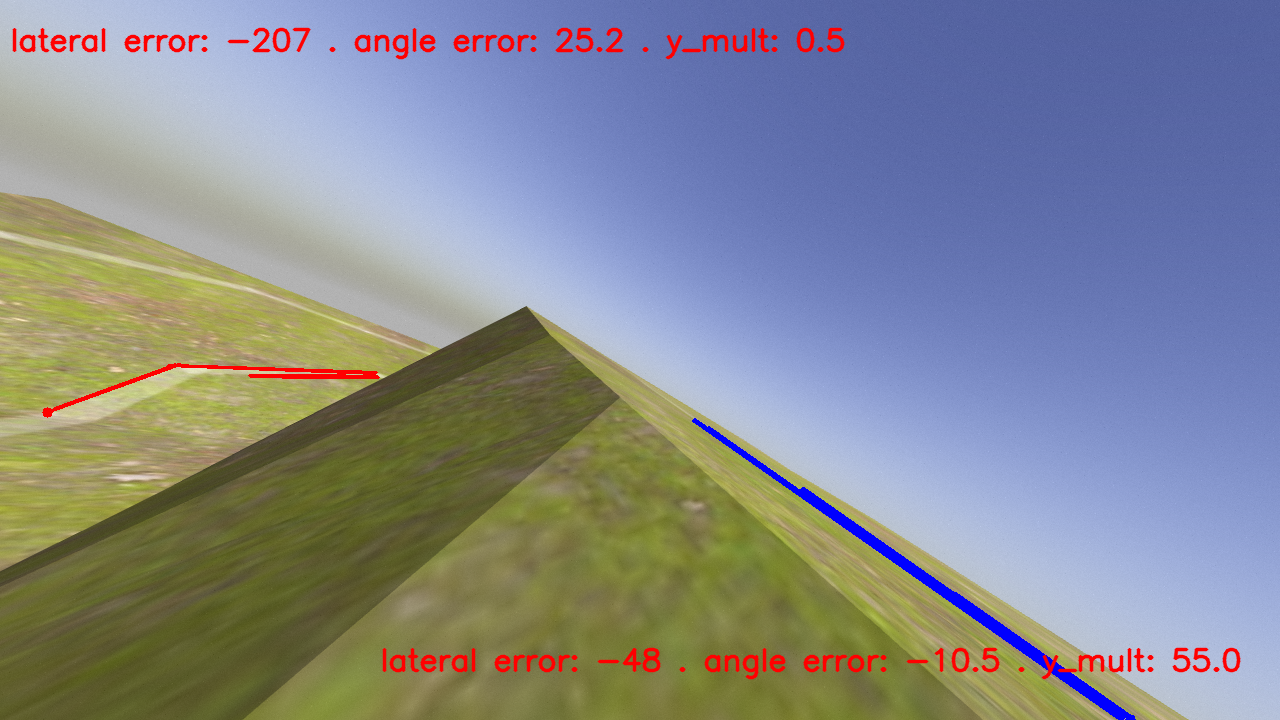 lateral error: -207 . angle error: 25.2 . y_mult: 0.5
lateral error: -48 . angle error: -10.5 . y_mult: 55.0